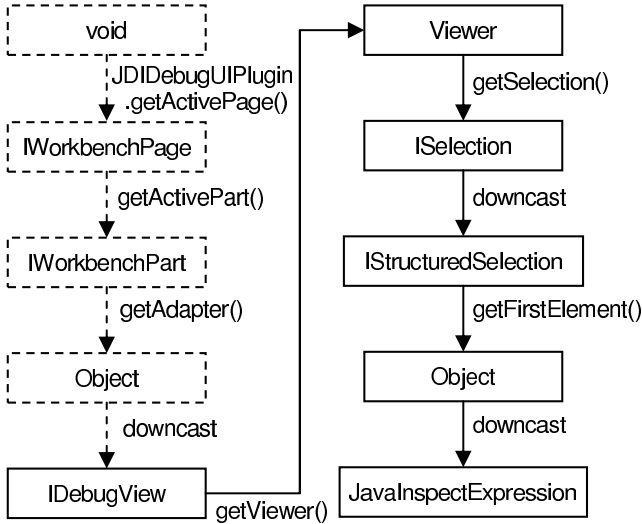 void
JDIDebugUIPlugin
.getActivePage()
IWorkbenchPage
getActivePart()
IWorkbenchPart
getAdapter()
Object
downcast
IDebugView
getViewer()
Viewer
getSelection()
ISelection
downcast
IStructuredSelection
getFirstElement()
Object
downcast
JavaInspectExpression